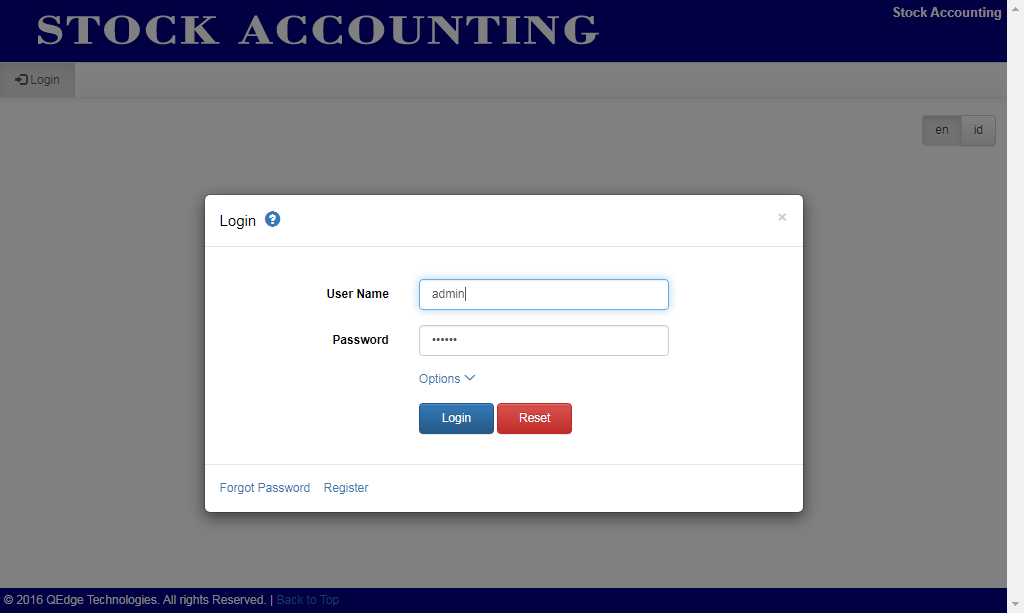 STOCK ACCOUNTING
Stock Accounting
Login
en id
Login ?
×
User Name admin
Password ••••••
Options
Login Reset
Forgot Password Register
© 2016 QEdge Technologies. All rights Reserved. | Back to Top